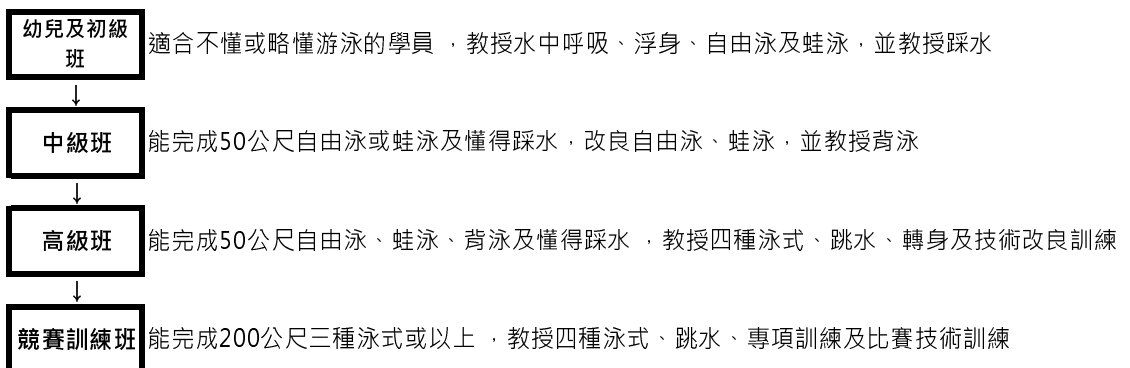 幼兒及初級
班
適合不懂或略懂游泳的學員 ，教授水中呼吸、浮身、自由泳及蛙泳，並教授踩水
↓
中級班
能完成50公尺自由泳或蛙泳及懂得踩水，改良自由泳、蛙泳，並教授背泳
↓
高級班
能完成50公尺自由泳、蛙泳、背泳及懂得踩水 ，教授四種泳式、跳水、轉身及技術改良訓練
↓
競賽訓練班
能完成200公尺三種泳式或以上 ，教授四種泳式、跳水、專項訓練及比賽技術訓練